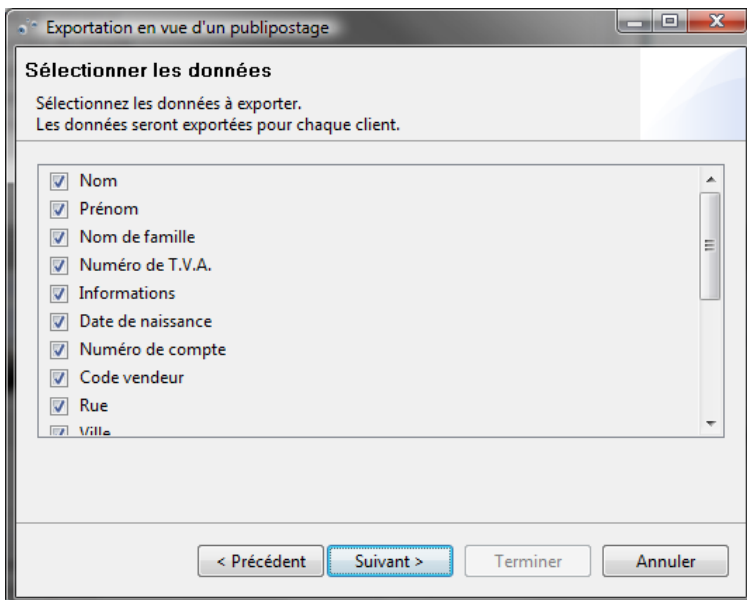 Exportation en vue d'un publipostage
Sélectionner les données
Sélectionnez les données à exporter.
Les données seront exportées pour chaque client.
Nom
Prénom
Nom de famille
Numéro de T.V.A.
Informations
Date de naissance
Numéro de compte
Code vendeur
Rue
Ville
< Précédent Suivant > Terminer Annuler